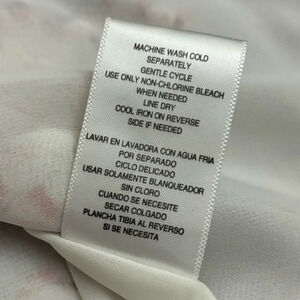 MACHINE WASH COLD
SEPARATELY
GENTLE CYCLE
USE ONLY NON-CHLORINE BLEACH
WHEN NEEDED
LINE DRY
COOL IRON ON REVERSE
SIDE IF NEEDED
LAVAR EN LAVADORA CON AGUA FRIA
POR SEPARADO
CICLO DELICADO
USAR SOLAMENTE BLANQUEADOR
SIN CLORO
CUANDO SE NECESITE
SECAR COLGADO
PLANCHA TIBIA AL REVERSO
SI SE NECESITA